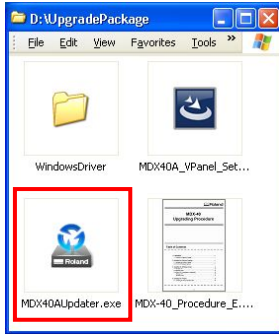 D:\UpgradePackage
File Edit View Favorites Tools »
WindowsDriver
MDX40A_VPanel_Set...
Roland
Roland
MDX-40
Upgrading Procedure
MDX40AUpdater.exe
MDX-40_Procedure_E....